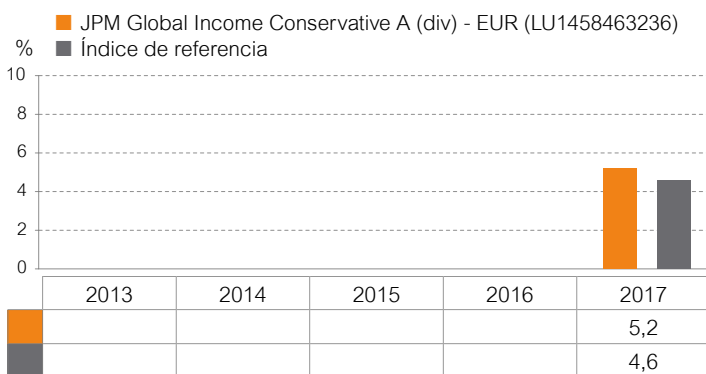 JPM Global Income Conservative A (div) - EUR (LU1458463236)
% Índice de referencia
10
8
6
4
2
0
2013 2014 2015 2016 2017
5,2
4,6